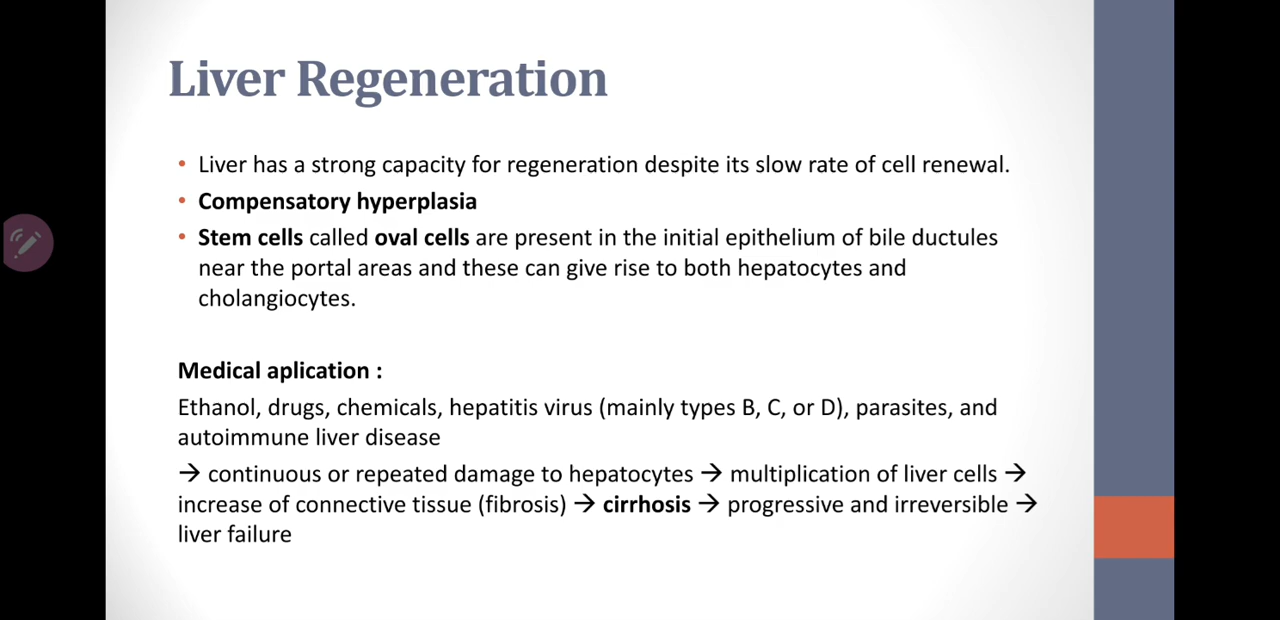 Liver Regeneration
• Liver has a strong capacity for regeneration despite its slow rate of cell renewal.
• Compensatory hyperplasia
• Stem cells called oval cells are present in the initial epithelium of bile ductules
near the portal areas and these can give rise to both hepatocytes and
cholangiocytes.
Medical aplication :
Ethanol, drugs, chemicals, hepatitis virus (mainly types B, C, or D), parasites, and
autoimmune liver disease
→ continuous or repeated damage to hepatocytes → multiplication of liver cells →
increase of connective tissue (fibrosis) → cirrhosis → progressive and irreversible →
liver failure